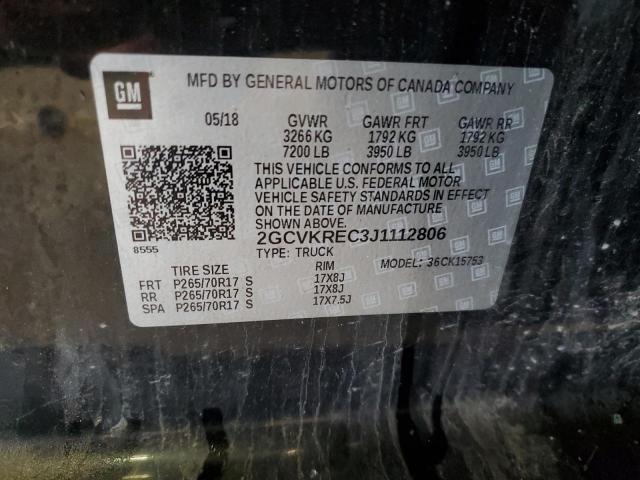 GM
MFD BY GENERAL MOTORS OF CANADA COMPANY
05/18 GVWR GAWR FRT GAWR RR
3266 KG 1792 KG 1792 KG
7200 LB 3950 LB 3950 LB
THIS VEHICLE CONFORMS TO ALL
APPLICABLE U.S. FEDERAL MOTOR
VEHICLE SAFETY STANDARDS IN EFFECT
ON THE DATE OF MANUFACTURE
SHOWN ABOVE.
2GCVKREC3J1112806
8555
TYPE: TRUCK MODEL: 36CK15753
TIRE SIZE RIM
FRT P265/70R17 S 17X8J
RR P265/70R17 S 17X8J
SPA P265/70R17 S 17X7.5J